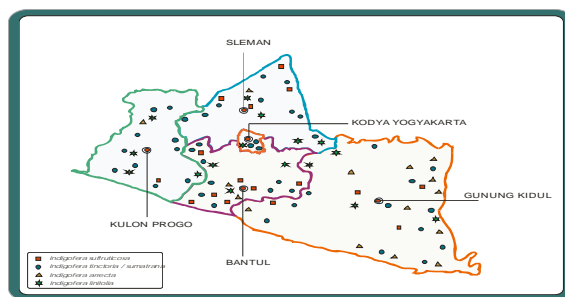 SLEMAN
KODYA YOGYAKARTA
GUNUNG KIDUL
KULON PROGO
BANTUL
Indigofera suffruticosa
Indigofera tinctoria / sumatrana
Indigofera arrecta
Indigofera linifolia